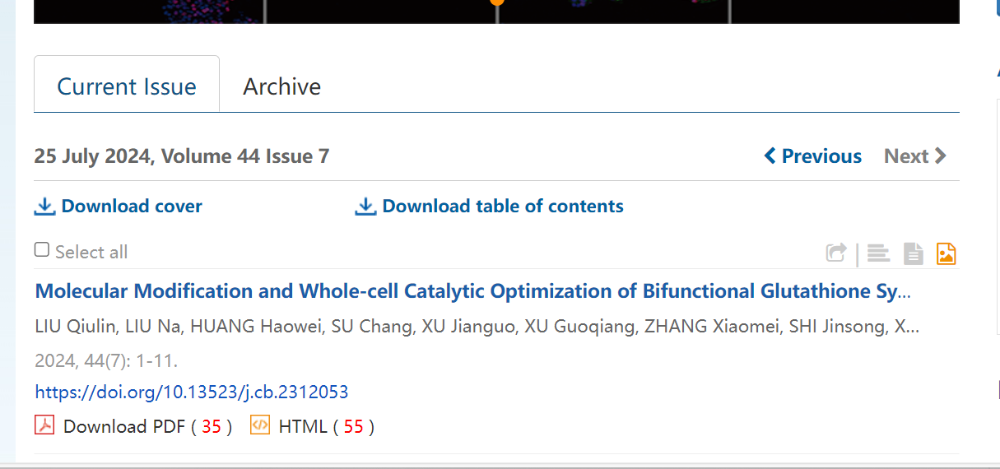 Current Issue Archive
25 July 2024, Volume 44 Issue 7 Previous Next
Download cover Download table of contents
Select all
Molecular Modification and Whole-cell Catalytic Optimization of Bifunctional Glutathione Sy...
LIU Qiulin, LIU Na, HUANG Haowei, SU Chang, XU Jianguo, XU Guoqiang, ZHANG Xiaomei, SHI Jinsong, X...
2024, 44(7): 1-11.
https://doi.org/10.13523/j.cb.2312053
Download PDF ( 35 ) HTML ( 55 )